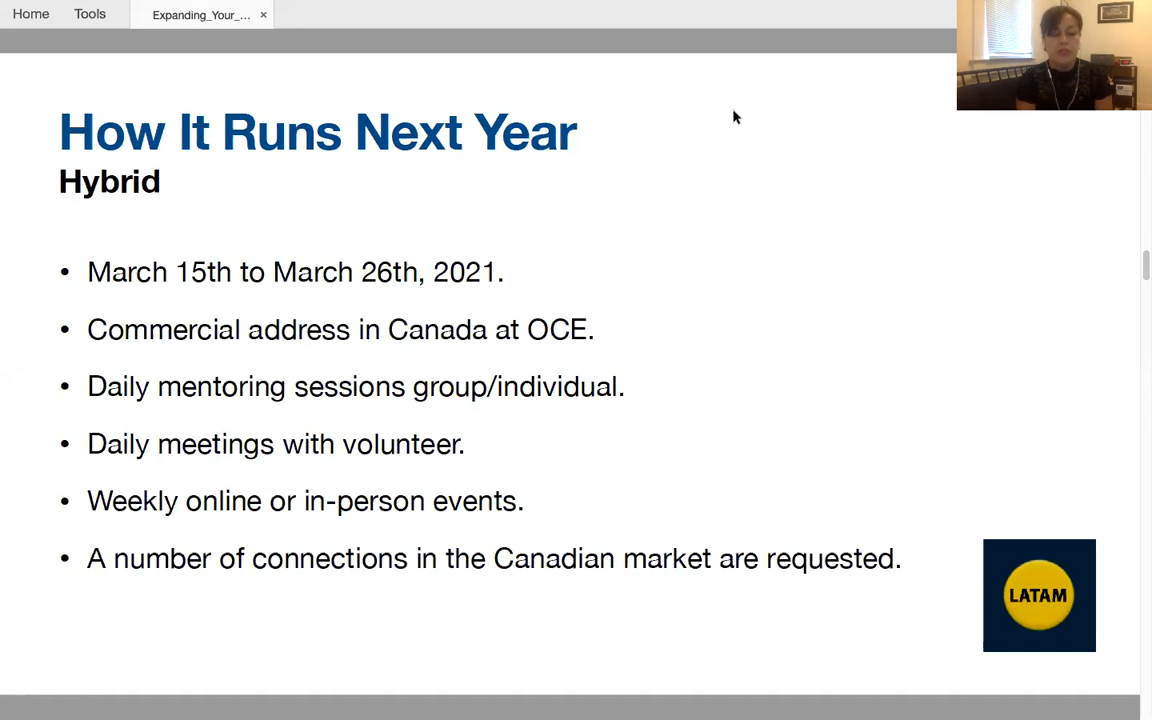 Home Tools Expanding_Your_... ×
How It Runs Next Year
Hybrid
• March 15th to March 26th, 2021.
• Commercial address in Canada at OCE.
• Daily mentoring sessions group/individual.
• Daily meetings with volunteer.
• Weekly online or in-person events.
• A number of connections in the Canadian market are requested.
LATAM